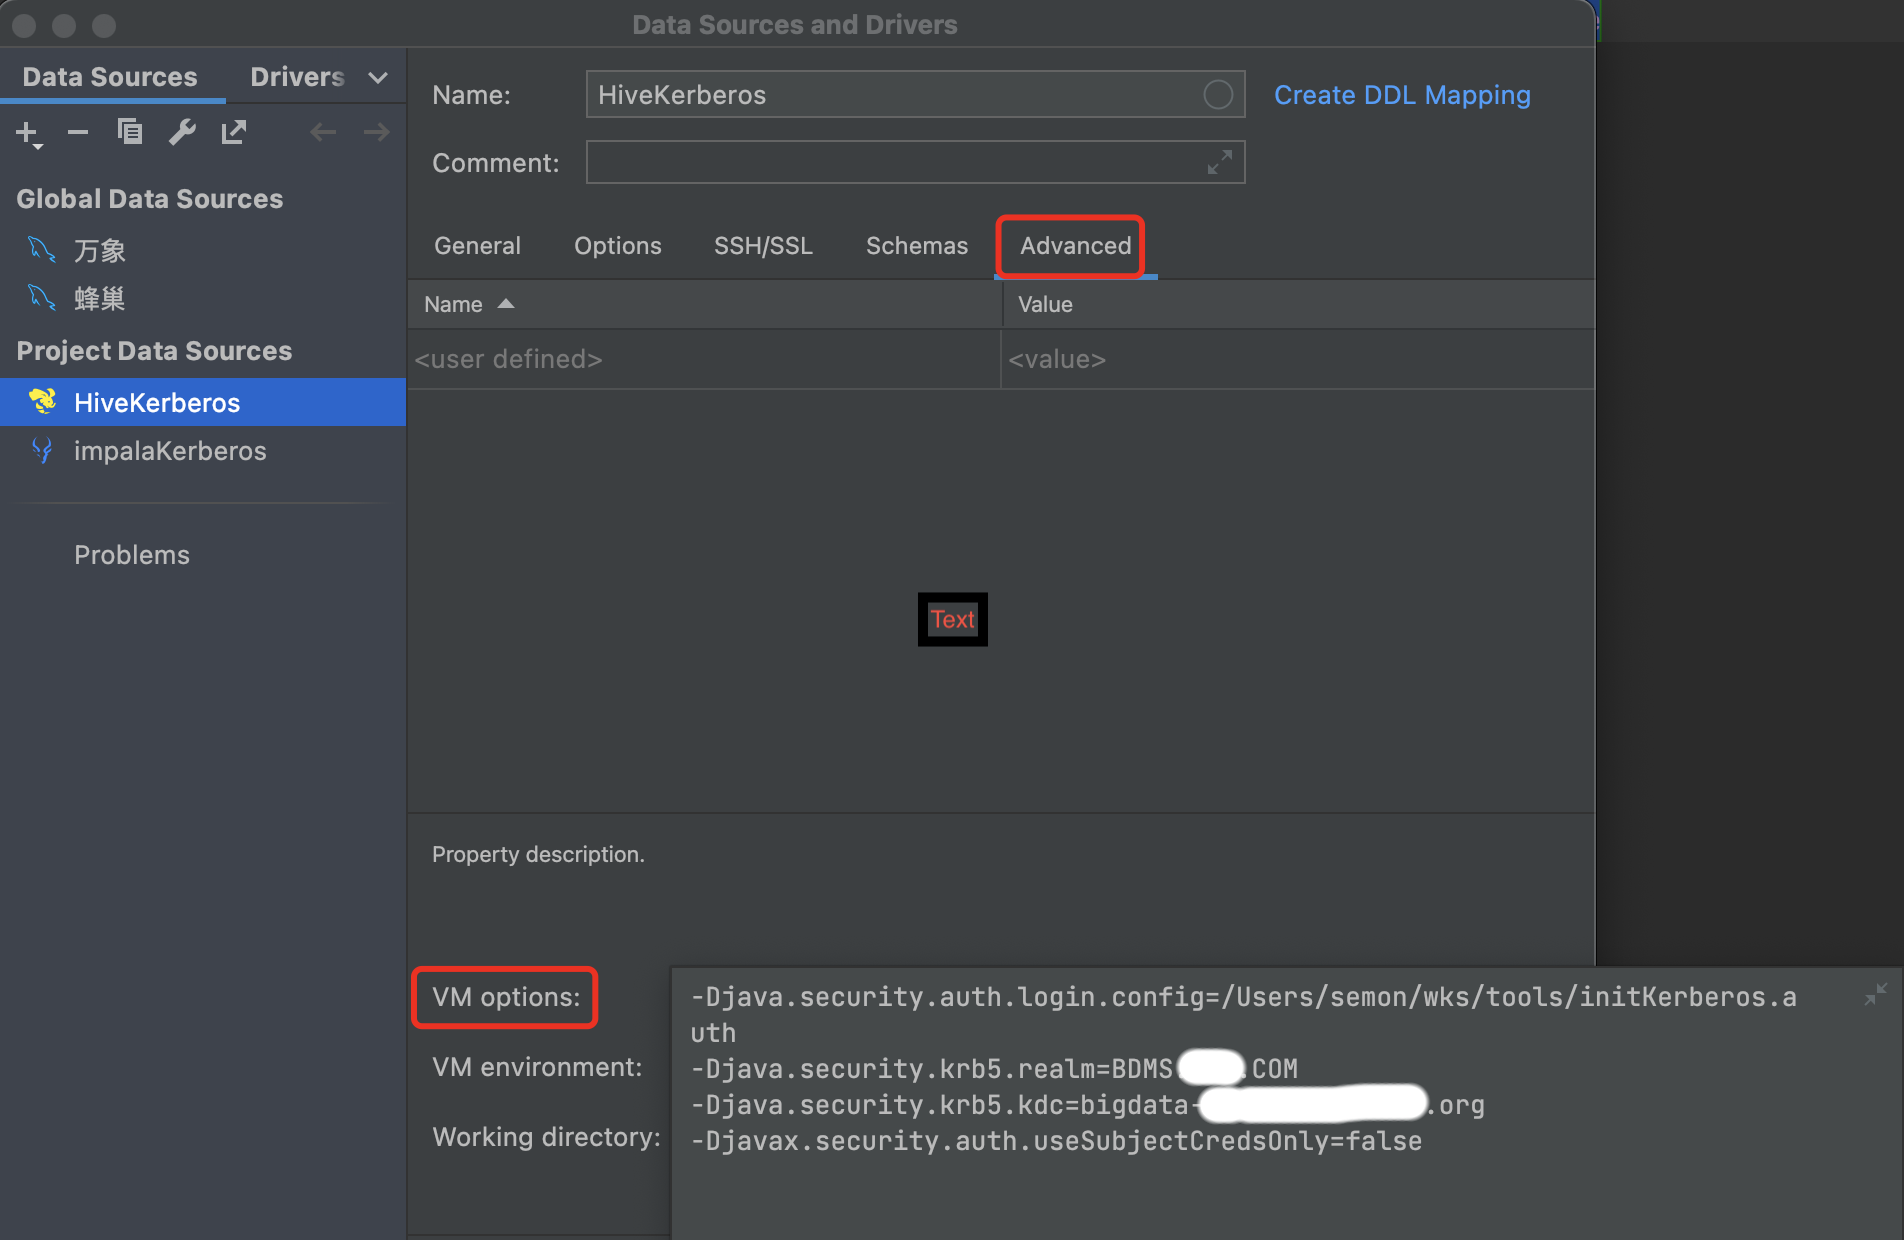 Data Sources and Drivers
Data Sources
Drivers
Name:
HiveKerberos
Create DDL Mapping
Comment:
Global Data Sources
万象
蜂巢
Project Data Sources
HiveKerberos
impalaKerberos
Problems
General
Options
SSH/SSL
Schemas
Advanced
Name
Value
<user defined>
<value>
Text
Property description.
VM options:
-Djava.security.auth.login.config=/Users/semon/wks/tools/initKerberos.a
uth
-Djava.security.krb5.realm=BDMS .COM
-Djava.security.krb5.kdc=bigdata- .org
-Djavax.security.auth.useSubjectCredsOnly=false
VM environment:
Working directory: